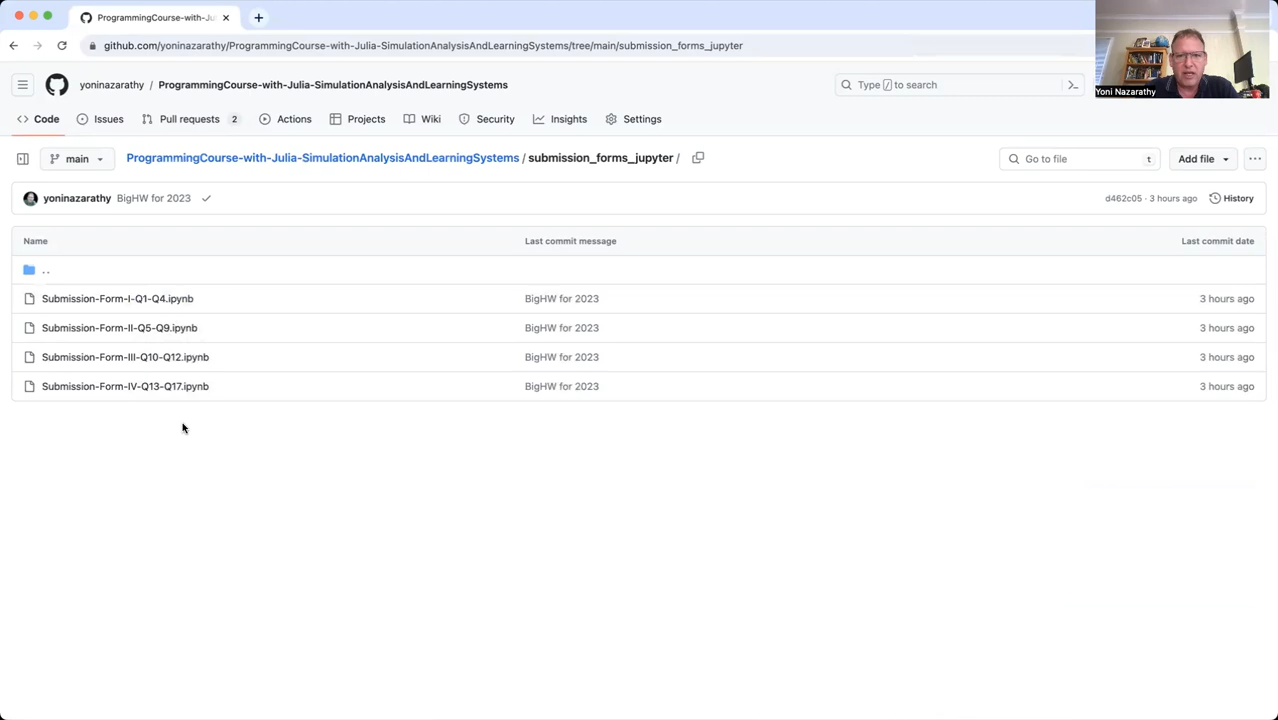 ProgrammingCourse-with-Jul
github.com/yoninazarathy/ProgrammingCourse-with-Julia-SimulationAnalysisAndLearningSystems/tree/main/submission_forms_jupyter
Yoni Nazarathy
yoninazarathy / ProgrammingCourse-with-Julia-SimulationAnalysisAndLearningSystems
Type / to search
Code Issues Pull requests 2 Actions Projects Wiki Security Insights Settings
main ProgrammingCourse-with-Julia-SimulationAnalysisAndLearningSystems / submission_forms_jupyter / Go to file t Add file
yoninazarathy BigHW for 2023 d462c05 · 3 hours ago History
Name Last commit message Last commit date
..
Submission-Form-I-Q1-Q4.ipynb BigHW for 2023 3 hours ago
Submission-Form-II-Q5-Q9.ipynb BigHW for 2023 3 hours ago
Submission-Form-III-Q10-Q12.ipynb BigHW for 2023 3 hours ago
Submission-Form-IV-Q13-Q17.ipynb BigHW for 2023 3 hours ago